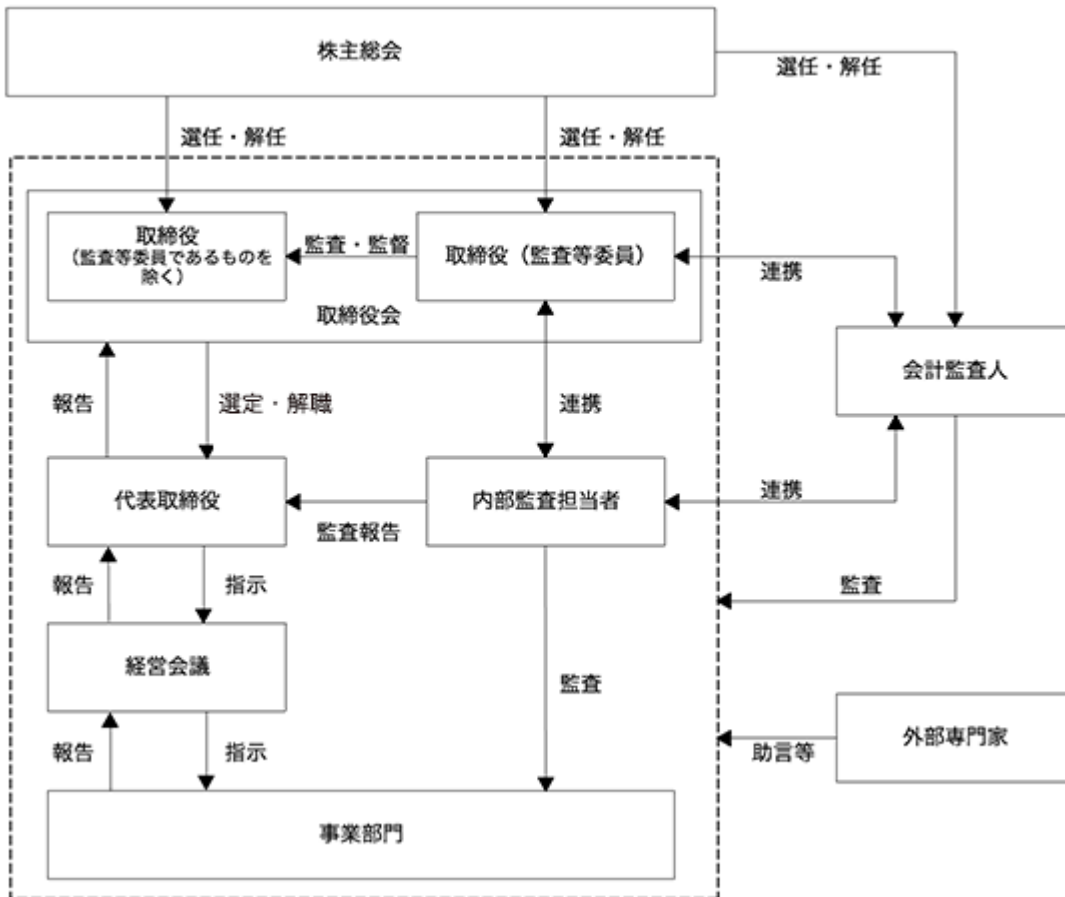 株主総会
選任・解任
選任・解任
選任・解任
取締役
（監査等委員であるものを
除く）
監査・監督
取締役（監査等委員）
連携
取締役会
会計監査人
報告
選定・解職
連携
代表取締役
監査報告
内部監査担当者
連携
報告
指示
監査
経営会議
監査
報告
指示
助言等
外部専門家
事業部門